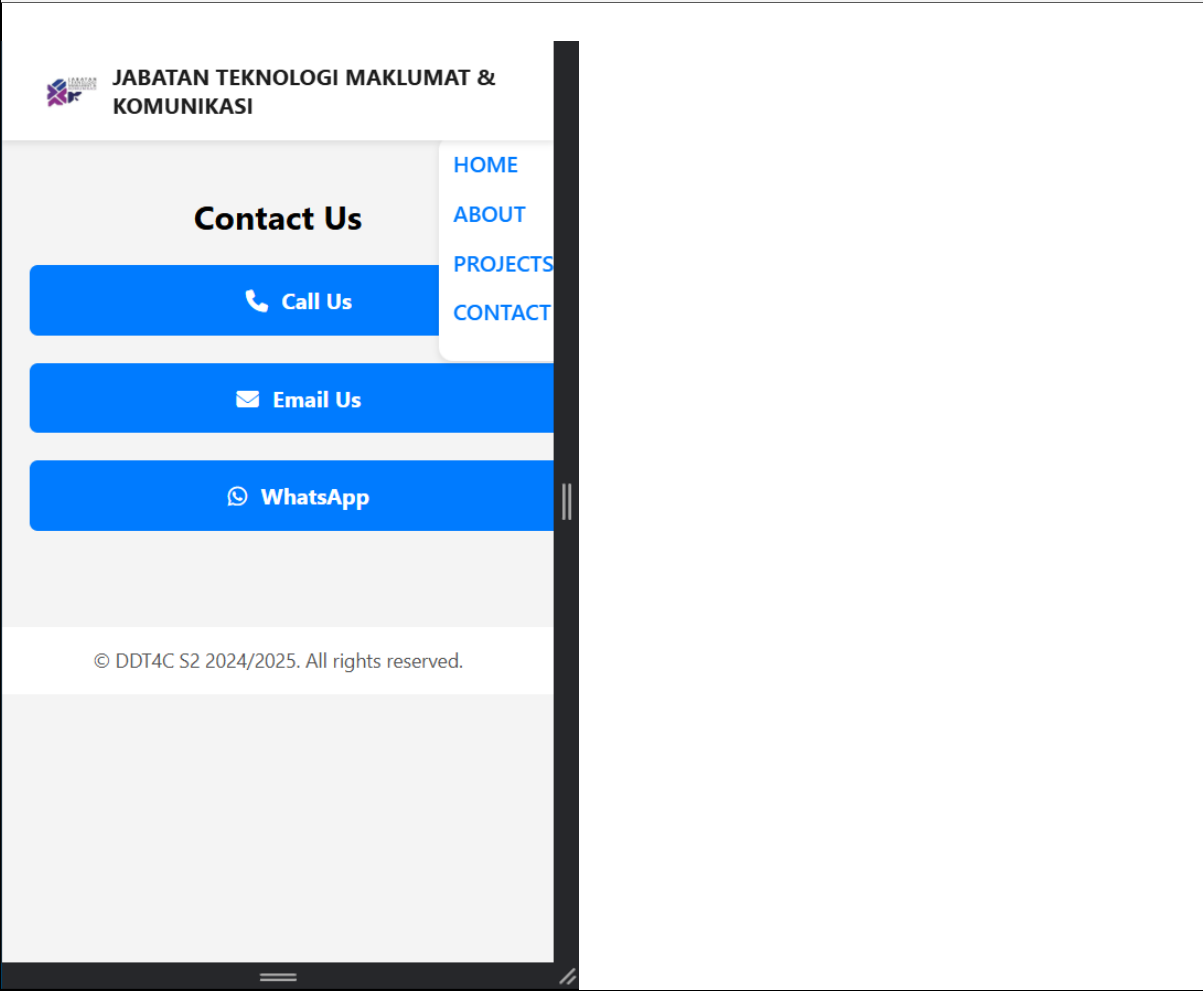 JABATAN TEKNOLOGI MAKLUMAT &
KOMUNIKASI
HOME
ABOUT
PROJECTS
CONTACT
Contact Us
Call Us
Email Us
WhatsApp
© DDT4C S2 2024/2025. All rights reserved.